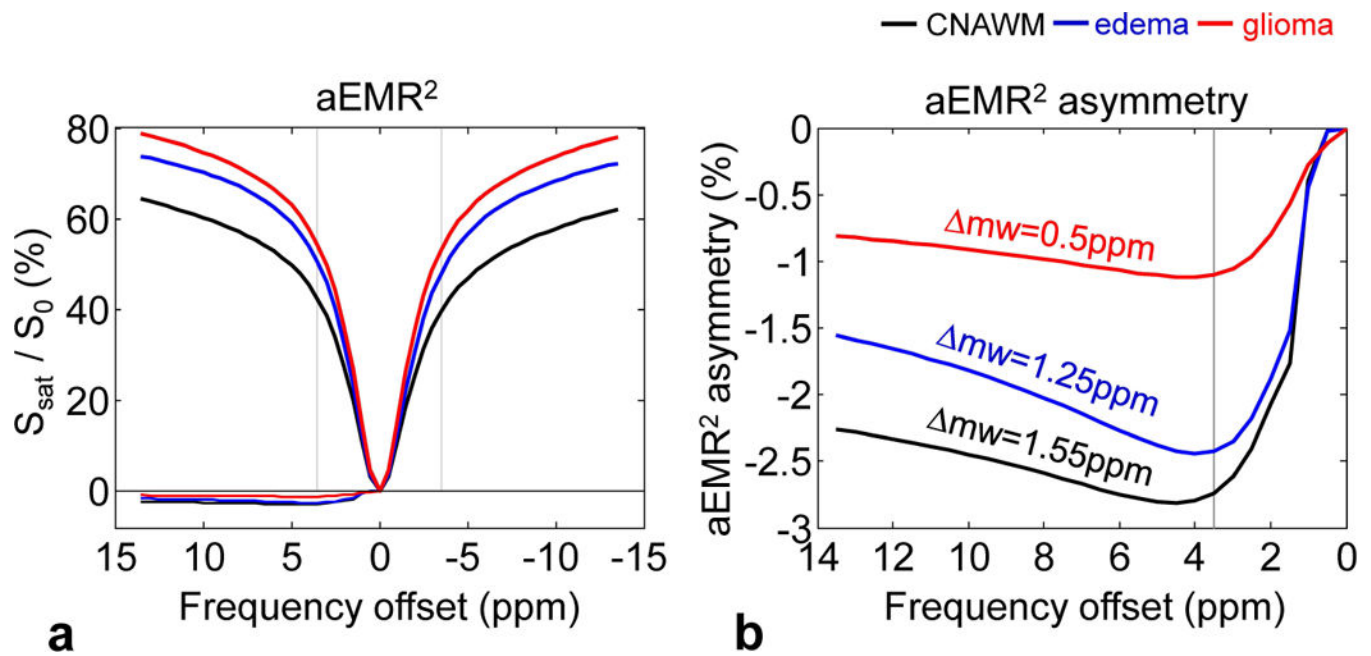 CNAWM edema glioma
aEMR²
S_sat / S_0 (%)
80
60
40
20
0
15 10 5 0 -5 -10 -15
Frequency offset (ppm)
a
aEMR² asymmetry
aEMR² asymmetry (%)
0
-0.5
-1
-1.5
-2
-2.5
-3
Δmw=0.5ppm
Δmw=1.25ppm
Δmw=1.55ppm
14 12 10 8 6 4 2 0
Frequency offset (ppm)
b